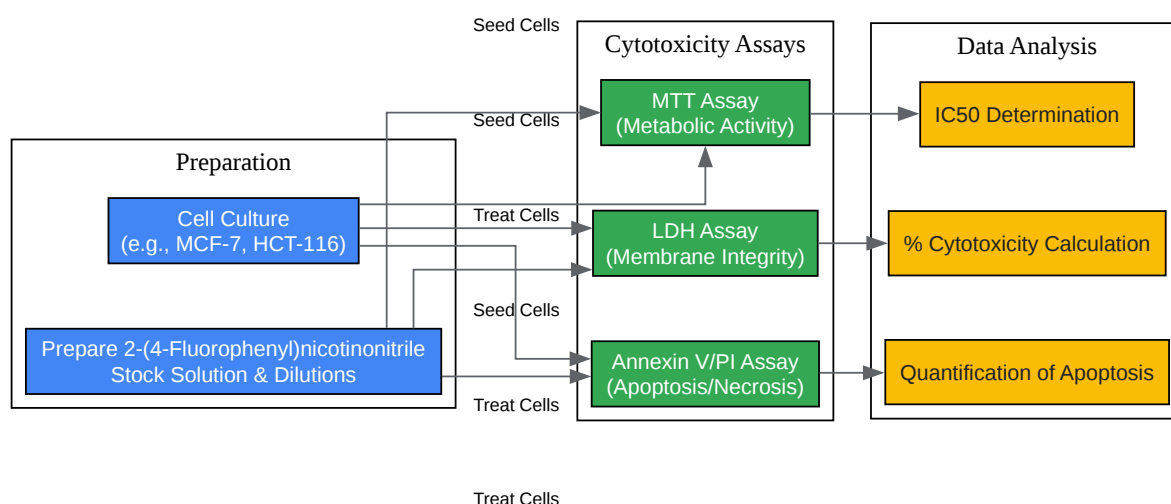 Seed Cells
Cytotoxicity Assays
Data Analysis
MTT Assay
(Metabolic Activity)
IC50 Determination
Seed Cells
Preparation
Cell Culture
(e.g., MCF-7, HCT-116)
Treat Cells
LDH Assay
(Membrane Integrity)
% Cytotoxicity Calculation
Seed Cells
Prepare 2-(4-Fluorophenyl)nicotinonitrile
Stock Solution & Dilutions
Annexin V/PI Assay
(Apoptosis/Necrosis)
Quantification of Apoptosis
Treat Cells
Treat Cells